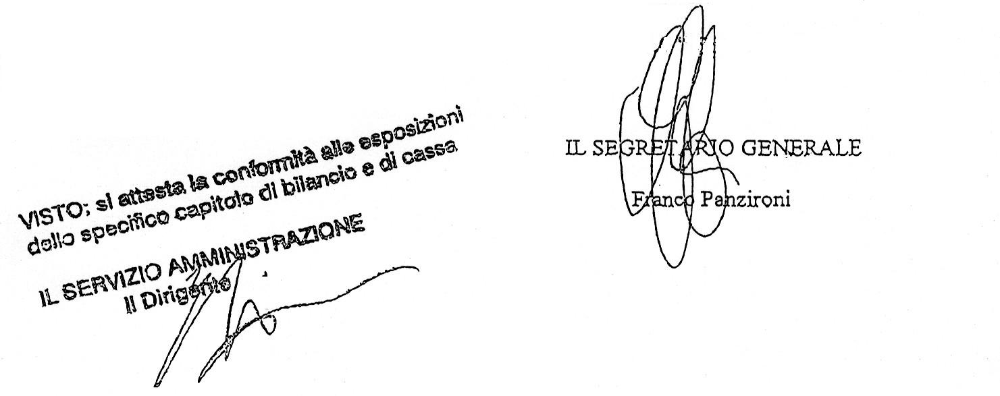 VISTO; si attesta la conformità alle esposizioni
dello specifico capitolo di bilancio e di cassa
IL SERVIZIO AMMINISTRAZIONE
Il Dirigente
IL SEGRETARIO GENERALE
Franco Panzironi